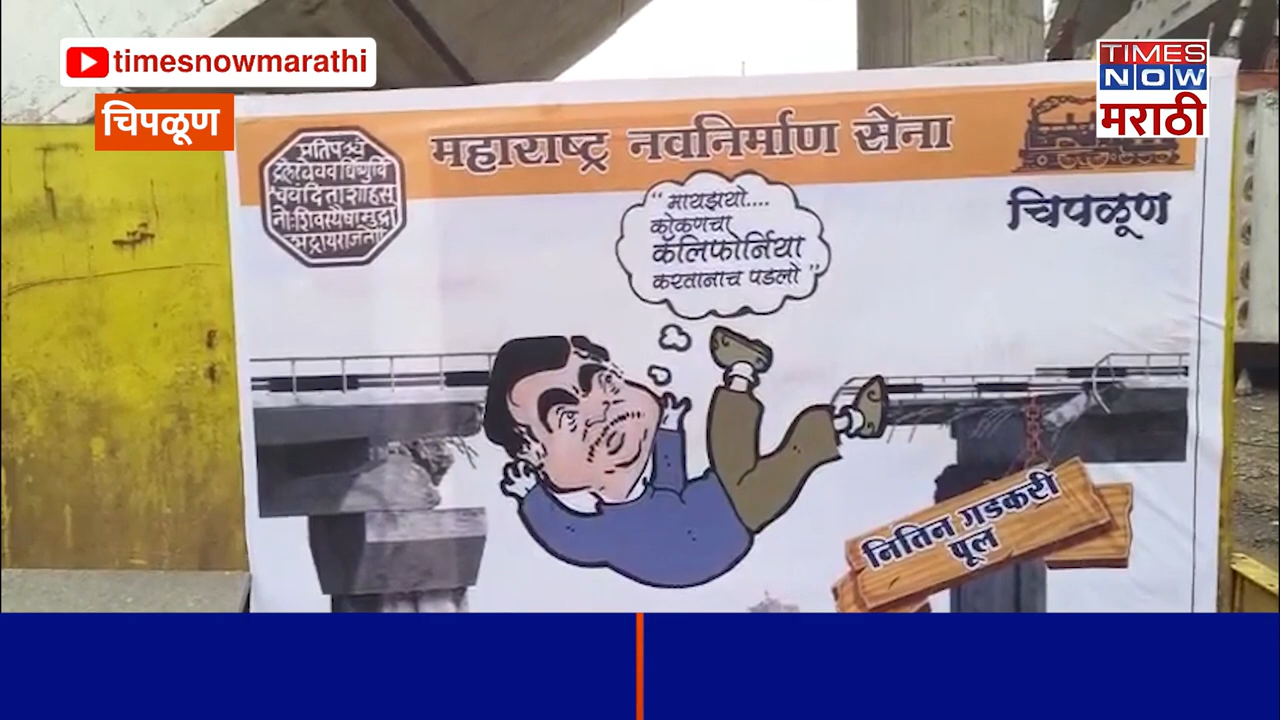 timesnowmarathi
TIMES
NOW
मराठी
चिपळूण
महाराष्ट्र नवनिर्माण सेना
चिपळूण
“ मायझयो....
कोकणचा
कॅलिफोर्निया
करतानाच पडलो ”
नितिन गडकरी
पूल